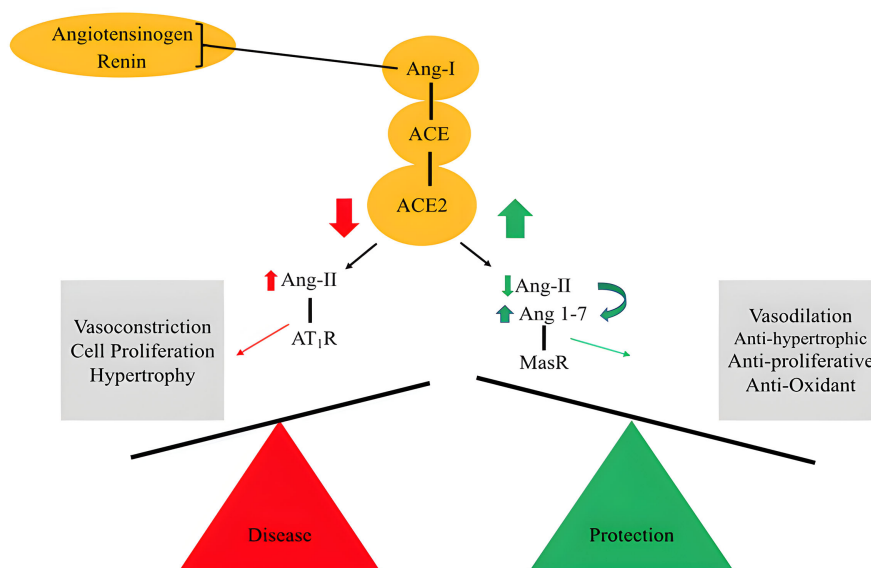 Angiotensinogen
Renin
Ang-I
ACE
ACE2
Ang-II
AT₁R
Vasoconstriction
Cell Proliferation
Hypertrophy
Ang-II
Ang 1-7
MasR
Vasodilation
Anti-hypertrophic
Anti-proliferative
Anti-Oxidant
Disease
Protection